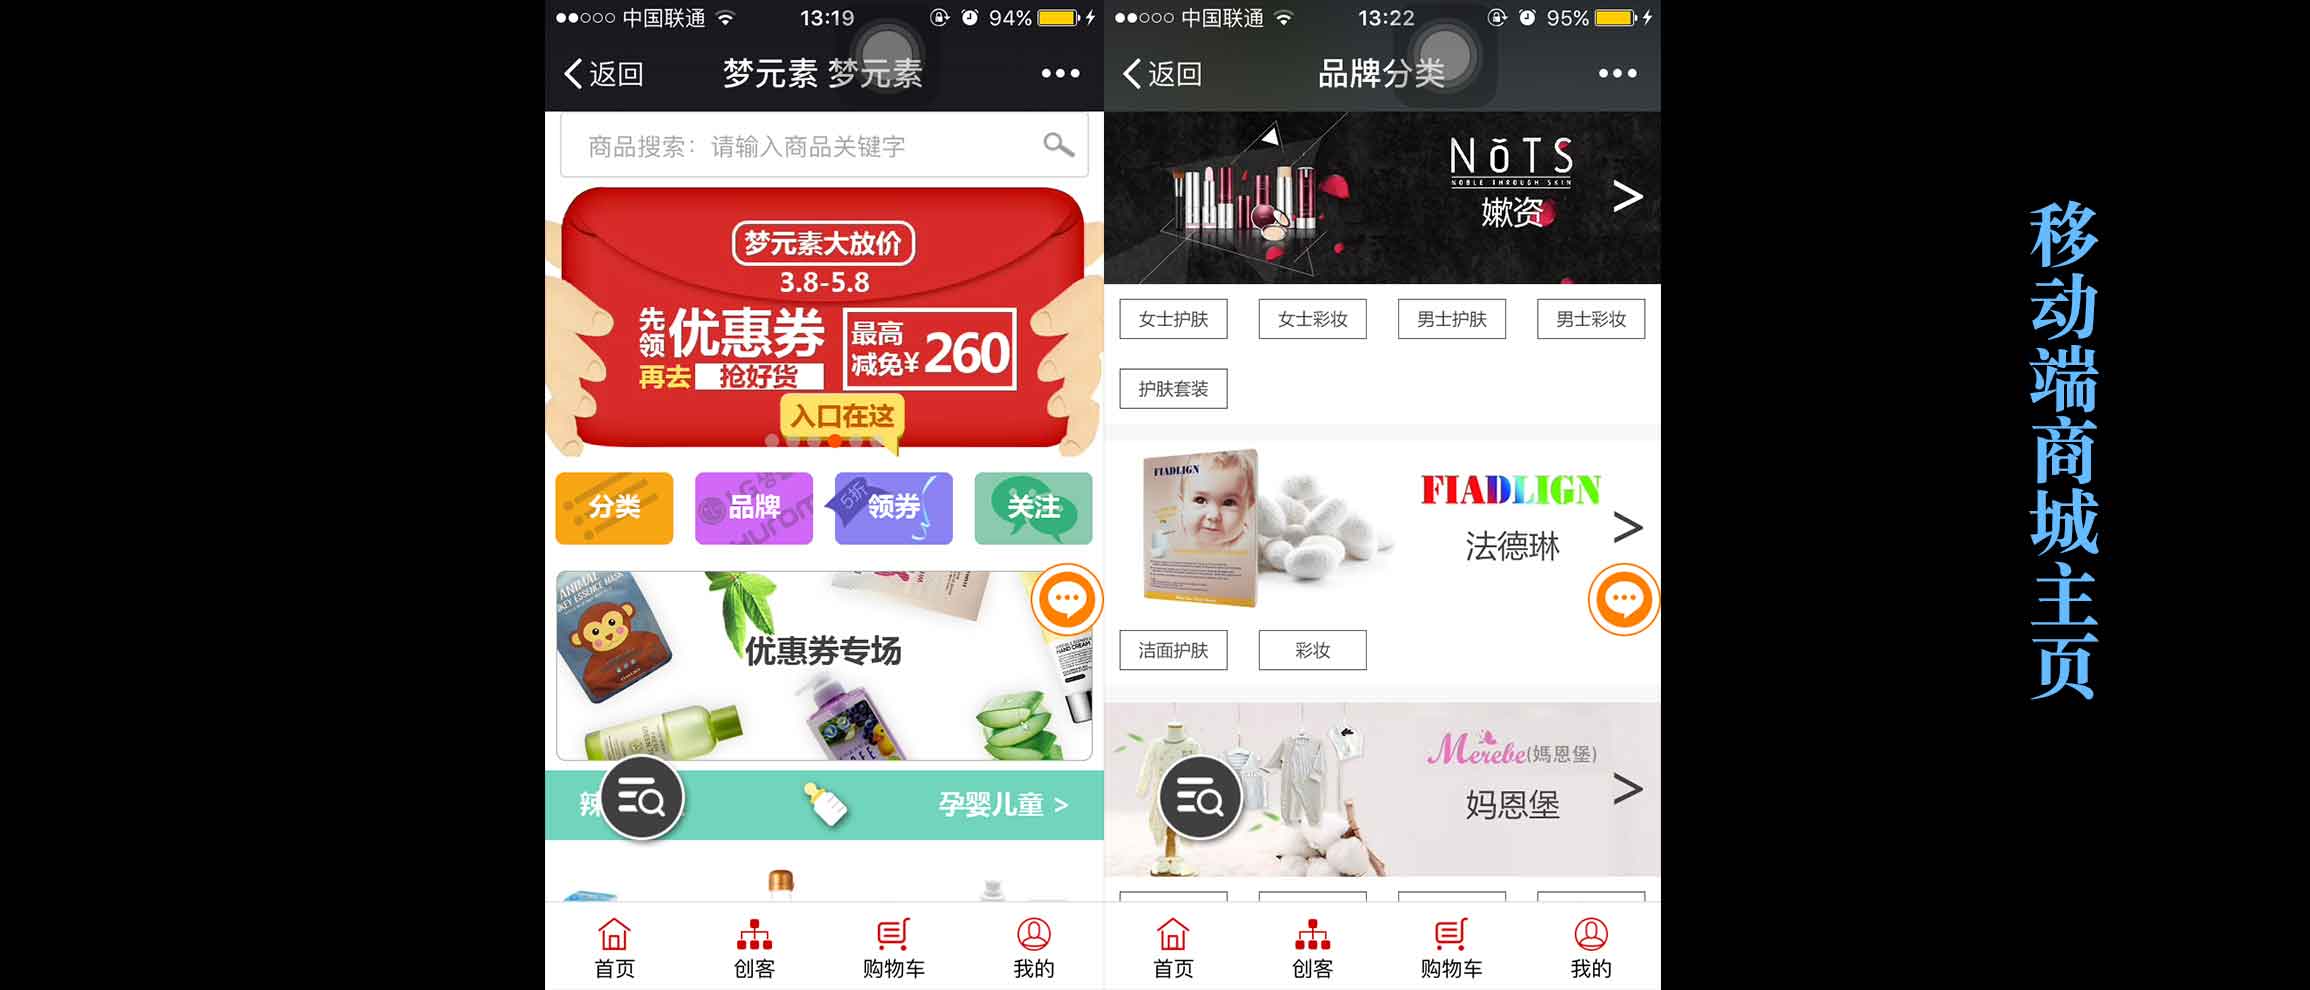 中国联通 13:19 94%
返回 梦元素 梦元素
商品搜索：请输入商品关键字
梦元素大放价
3.8-5.8
先领优惠券
再去 抢好货
最高
减免¥260
入口在这
分类 品牌 领券 关注
5折
ANIMAL
优惠券专场
HAND CREAM
辣 孕婴儿童 >
首页 创客 购物车 我的
中国联通 13:22 95%
返回 品牌分类
NŏTS
NOBLE THROUGH SKIN
嫩资 >
女士护肤 女士彩妆 男士护肤 男士彩妆
护肤套装
FIADLIGN
FIADLIGN
法德琳 >
洁面护肤 彩妆
Merebe(媽恩堡)
妈恩堡 >
首页 创客 购物车 我的
移动端商城主页